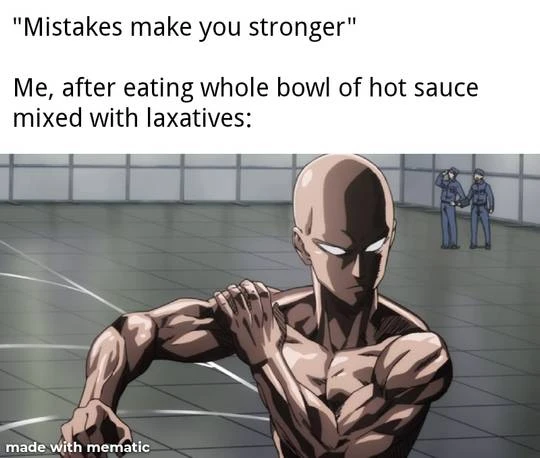 "Mistakes make you stronger"
Me, after eating whole bowl of hot sauce
mixed with laxatives:
made with mematic